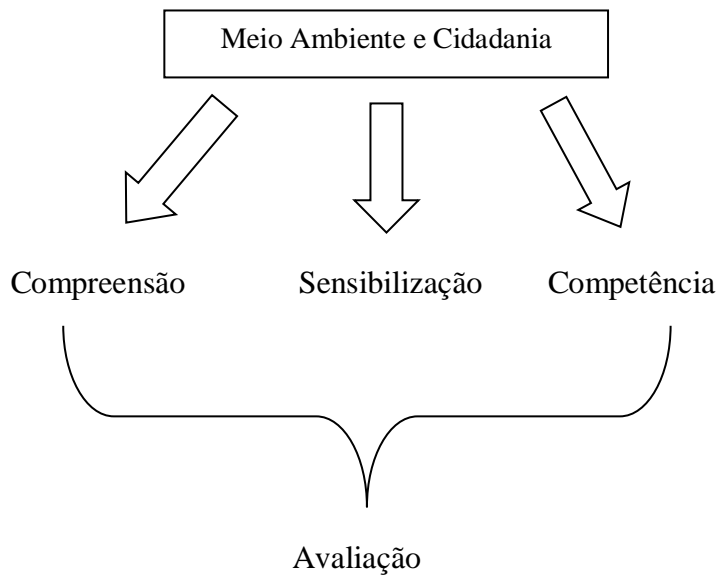 Meio Ambiente e Cidadania
Compreensão Sensibilização Competência
Avaliação